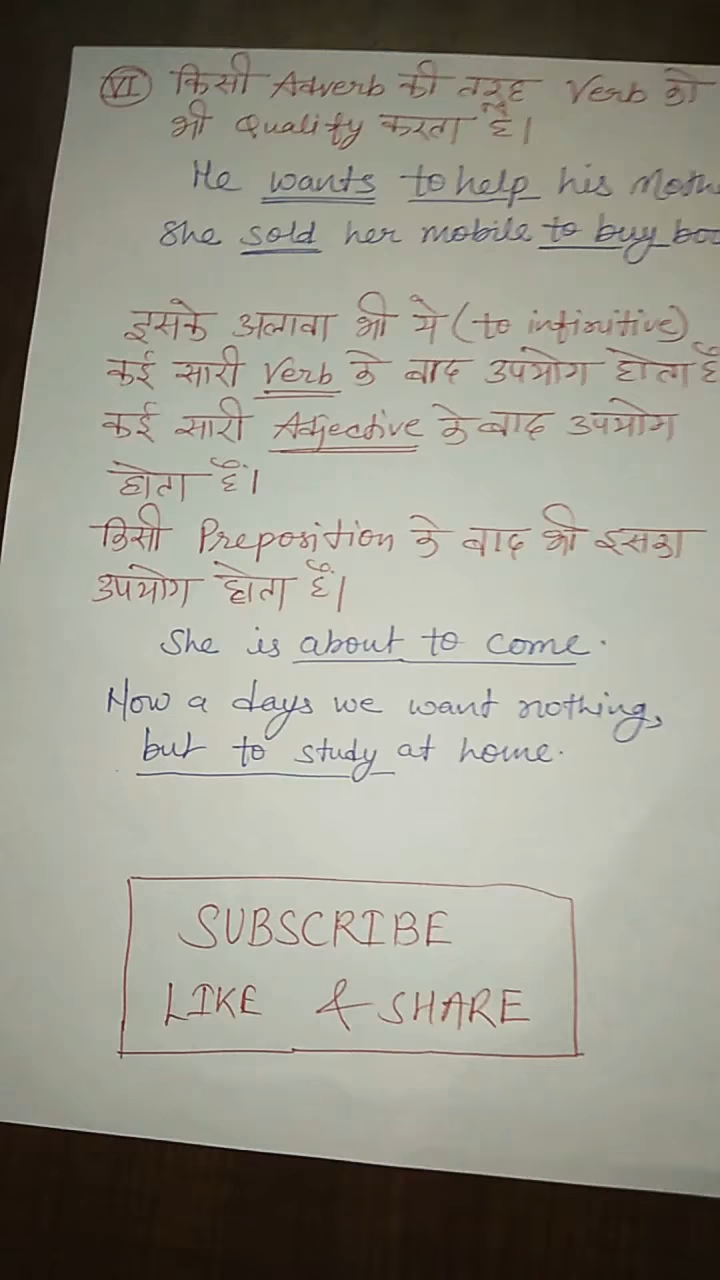 VI किसी Adverb की तरह Verb को
भी Qualify करता है।
He wants to help his
She sold her mobile to buy
इसके अलावा भी ये (to infinitive)
कई सारी Verb के बाद उपयोग होता है
कई सारी Adjective के बाद उपयोग
होता है।
किसी Preposition के बाद भी इसका
उपयोग होता है।
She is about to come.
Now a days we want nothing,
but to study at home.
SUBSCRIBE
LIKE & SHARE